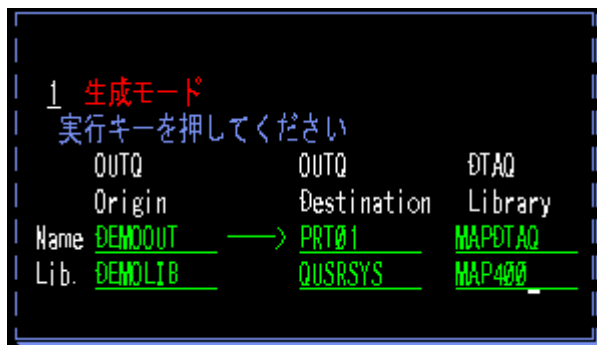 1 生成モード
実行キーを押してください
OUTQ OUTQ DTAQ
Origin Destination Library
Name DEMOOUT ⟶ PRT01 MAPDTAQ
Lib. DEMOLIB QUSRSYS MAP400